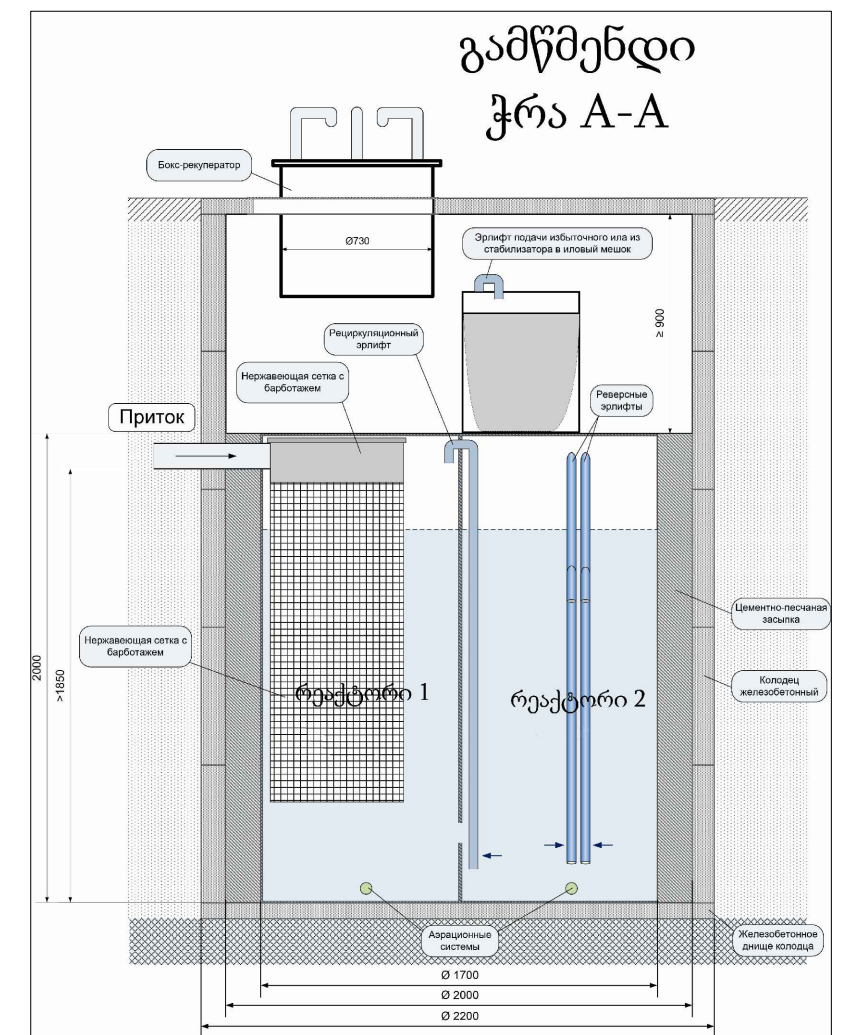 გამწმენდი
ჭრა A-A
Бокс-рекуператор
Ø730
Эрлифт подачи избыточного ила из
стабилизатора в иловый мешок
≥ 900
Рециркуляционный
эрлифт
Нержавеющая сетка с
барботажем
Реверсные
эрлифты
Приток
Цементно-песчаная
засыпка
Нержавеющая сетка с
барботажем
2000
>1850
რეაქტორი 1
რეაქტორი 2
Колодец
железобетонный
Аэрационные
системы
Железобетонное
днище колодца
Ø 1700
Ø 2000
Ø 2200